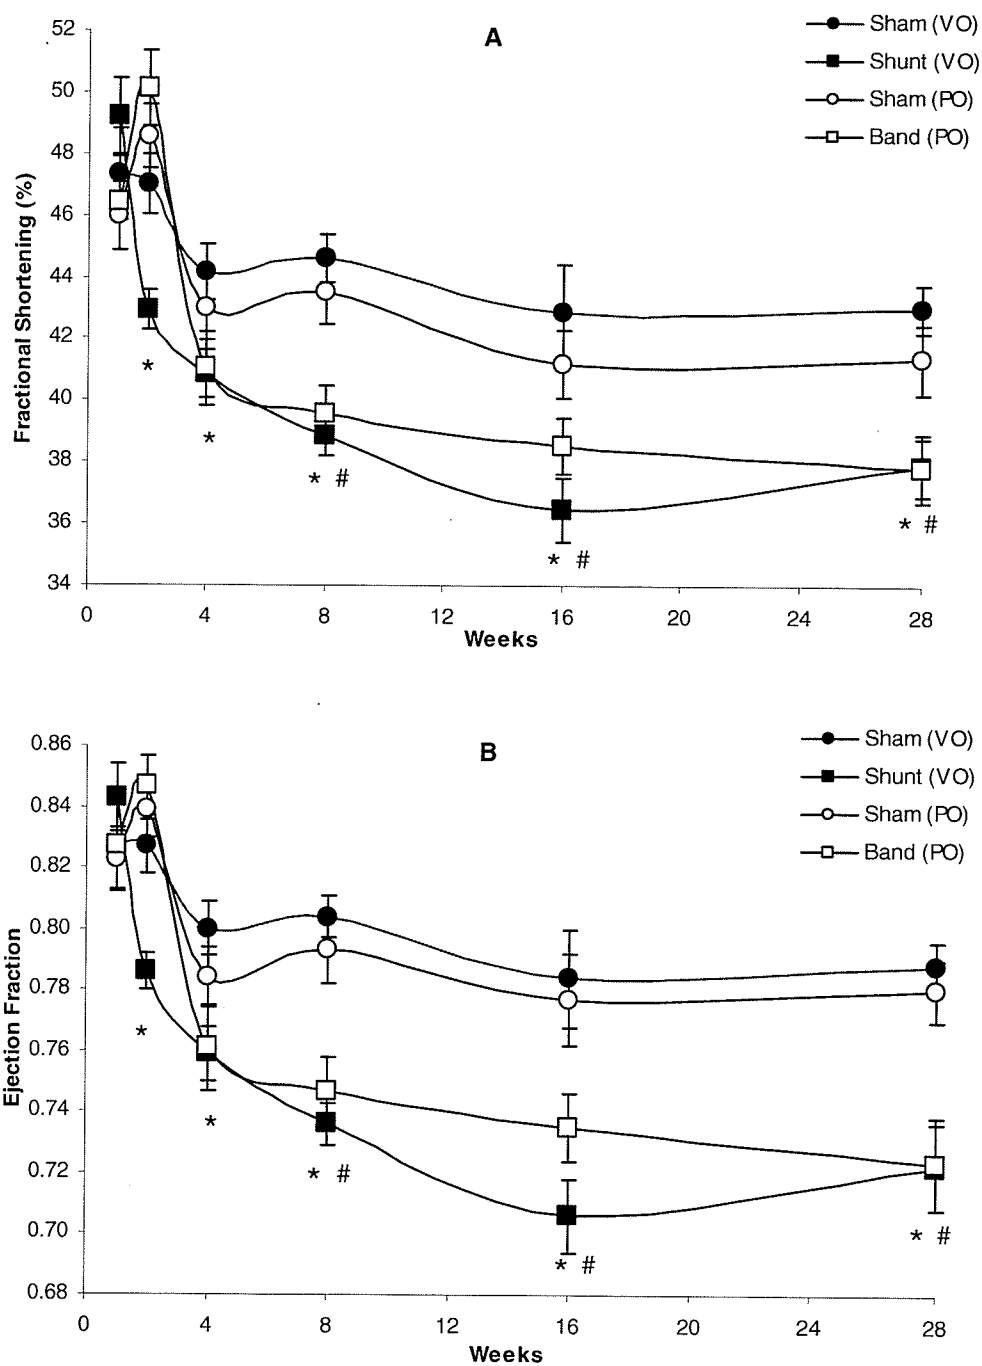 A
Sham (VO)
Shunt (VO)
Sham (PO)
Band (PO)
Fractional Shortening (%)
52
50
48
46
44
42
40
38
36
34
*
*
* #
* #
* #
0 4 8 12 16 20 24 28
Weeks
B
Sham (VO)
Shunt (VO)
Sham (PO)
Band (PO)
Ejection Fraction
0.86
0.84
0.82
0.80
0.78
0.76
0.74
0.72
0.70
0.68
*
*
* #
* #
* #
0 4 8 12 16 20 24 28
Weeks